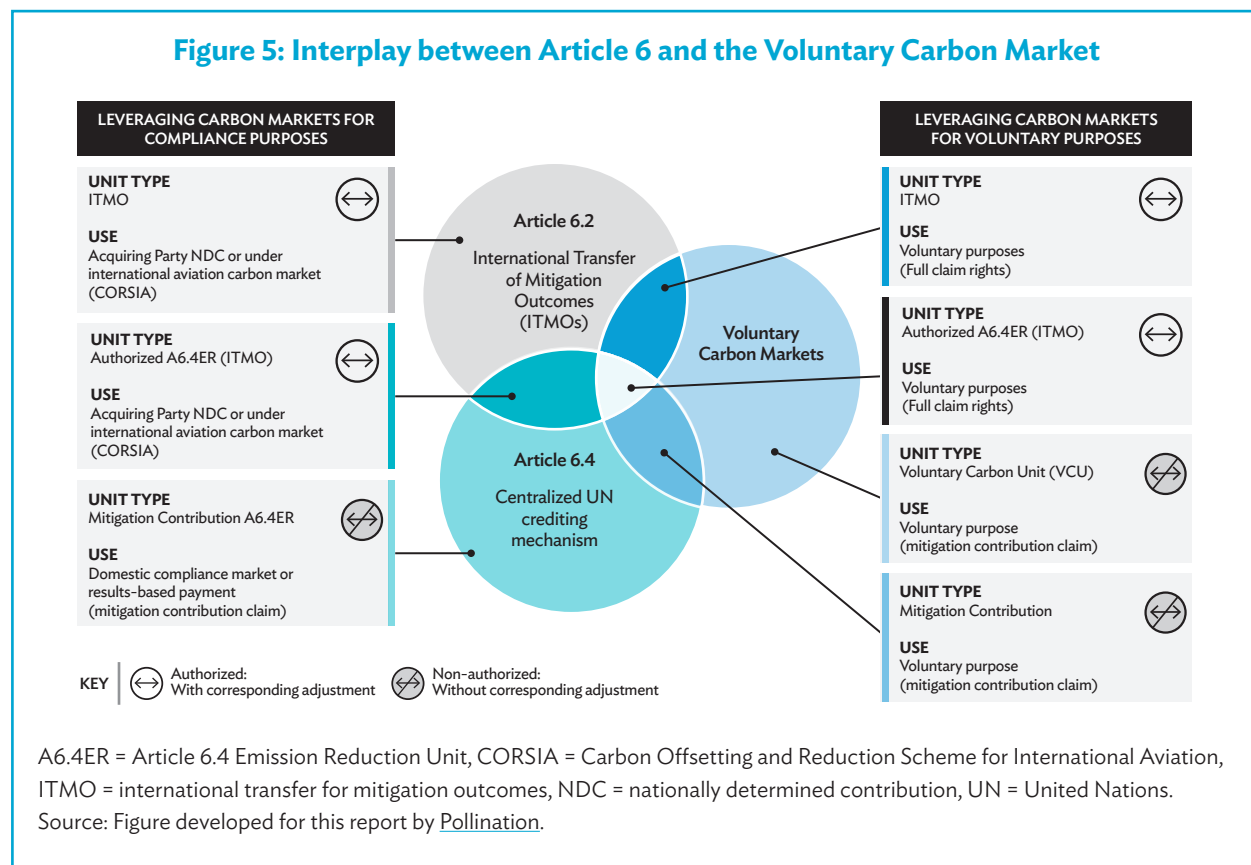 Figure 5: Interplay between Article 6 and the Voluntary Carbon Market
LEVERAGING CARBON MARKETS FOR
COMPLIANCE PURPOSES
UNIT TYPE
ITMO
USE
Acquiring Party NDC or under
international aviation carbon market
(CORSIA)
UNIT TYPE
Authorized A6.4ER (ITMO)
USE
Acquiring Party NDC or under
international aviation carbon market
(CORSIA)
UNIT TYPE
Mitigation Contribution A6.4ER
USE
Domestic compliance market or
results-based payment
(mitigation contribution claim)
Article 6.2
International Transfer
of Mitigation
Outcomes
(ITMOs)
Voluntary
Carbon Markets
Article 6.4
Centralized UN
crediting
mechanism
LEVERAGING CARBON MARKETS
FOR VOLUNTARY PURPOSES
UNIT TYPE
ITMO
USE
Voluntary purposes
(Full claim rights)
UNIT TYPE
Authorized A6.4ER (ITMO)
USE
Voluntary purposes
(Full claim rights)
UNIT TYPE
Voluntary Carbon Unit (VCU)
USE
Voluntary purpose
(mitigation contribution claim)
UNIT TYPE
Mitigation Contribution
USE
Voluntary purpose
(mitigation contribution claim)
KEY
Authorized:
With corresponding adjustment
Non-authorized:
Without corresponding adjustment
A6.4ER = Article 6.4 Emission Reduction Unit, CORSIA = Carbon Offsetting and Reduction Scheme for International Aviation,
ITMO = international transfer for mitigation outcomes, NDC = nationally determined contribution, UN = United Nations.
Source: Figure developed for this report by Pollination.